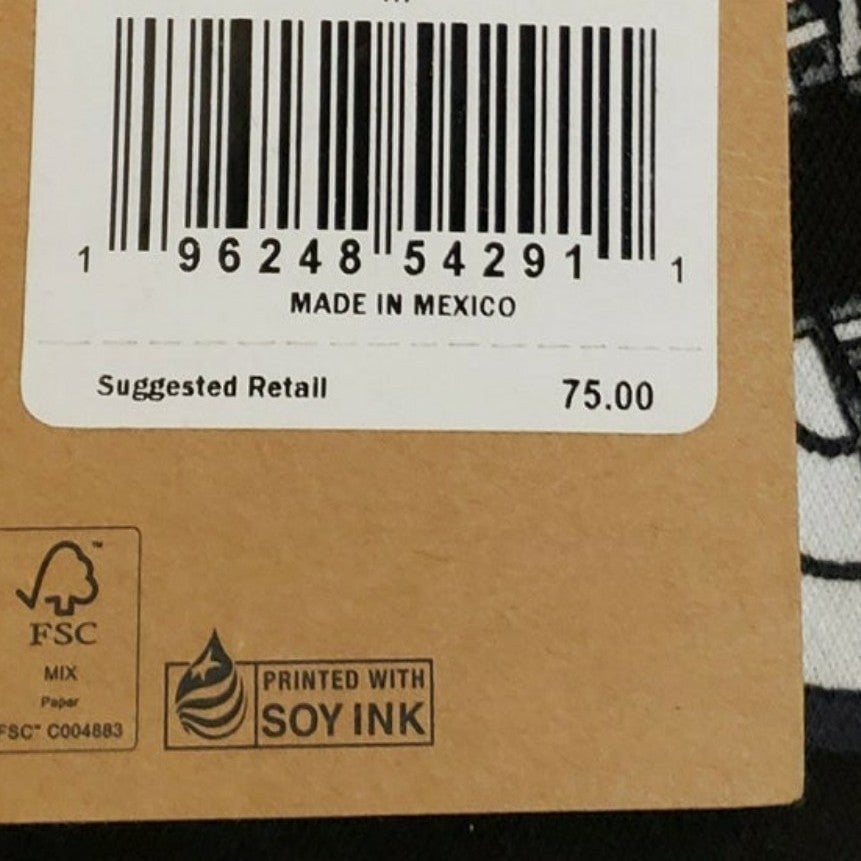 1 96248 54291 1
MADE IN MEXICO
Suggested Retail 75.00
FSC™
MIX
Paper
FSC™ C004883
PRINTED WITH
SOY INK